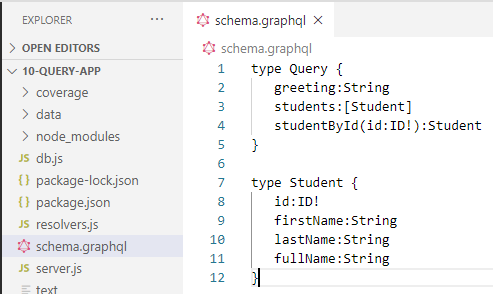 EXPLORER
OPEN EDITORS
10-QUERY-APP
coverage
data
node_modules
JS db.js
package-lock.json
package.json
JS resolvers.js
schema.graphql
JS server.js
text
schema.graphql ×
schema.graphql
1 type Query {
2 greeting:String
3 students:[Student]
4 studentById(id:ID!):Student
5 }
6
7 type Student {
8 id:ID!
9 firstName:String
10 lastName:String
11 fullName:String
12 }